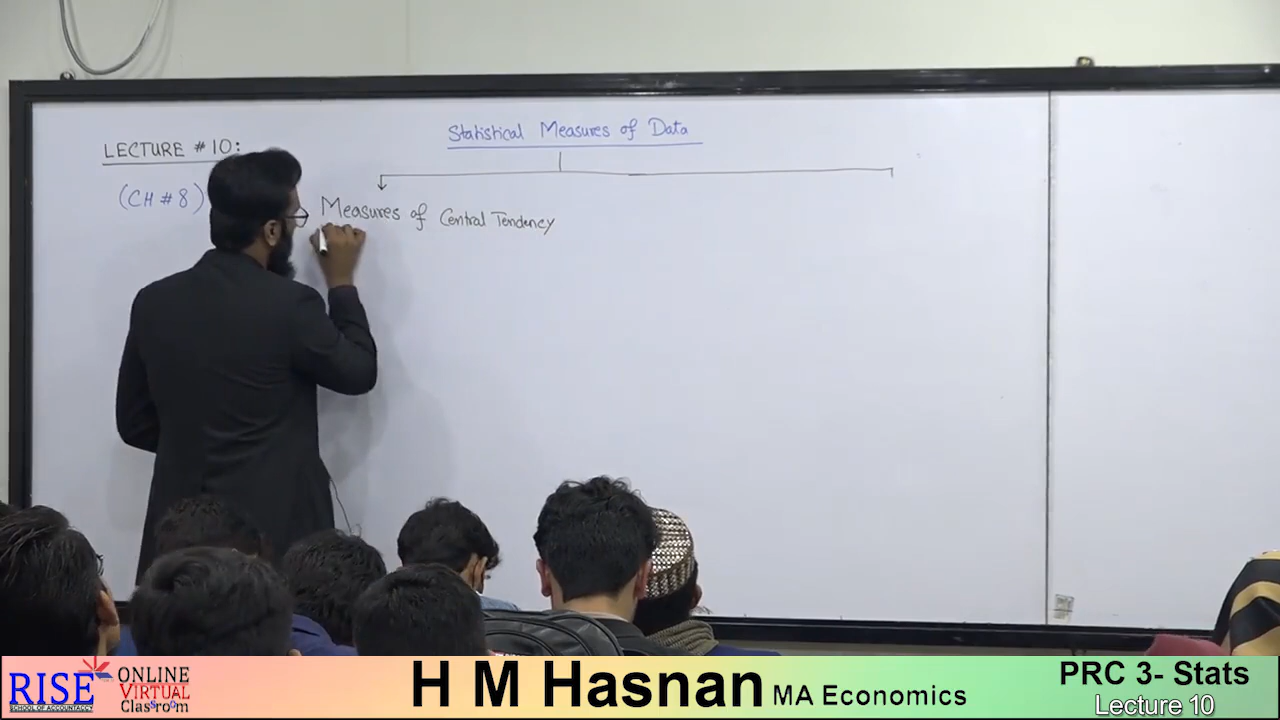 Statistical Measures of Data
LECTURE # 10:
(CH # 8)
Measures of Central Tendency
RISE
SCHOOL OF ACCOUNTANCY
ONLINE
VIRTUAL
Classroom
H M Hasnan MA Economics
PRC 3- Stats
Lecture 10